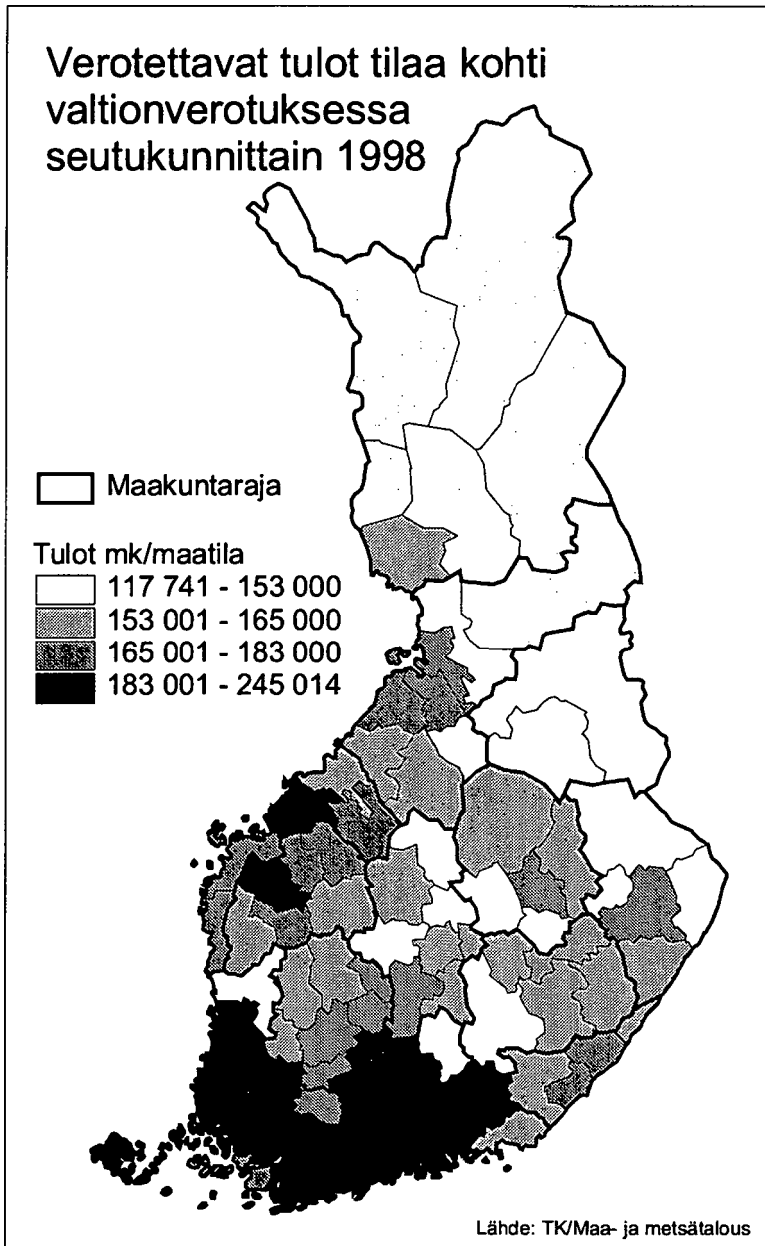 Verotettavat tulot tilaa kohti
valtionverotuksessa
seutukunnittain 1998
Maakuntaraja
Tulot mk/maatila
117 741 - 153 000
153 001 - 165 000
165 001 - 183 000
183 001 - 245 014
Lähde: TK/Maa- ja metsätalous